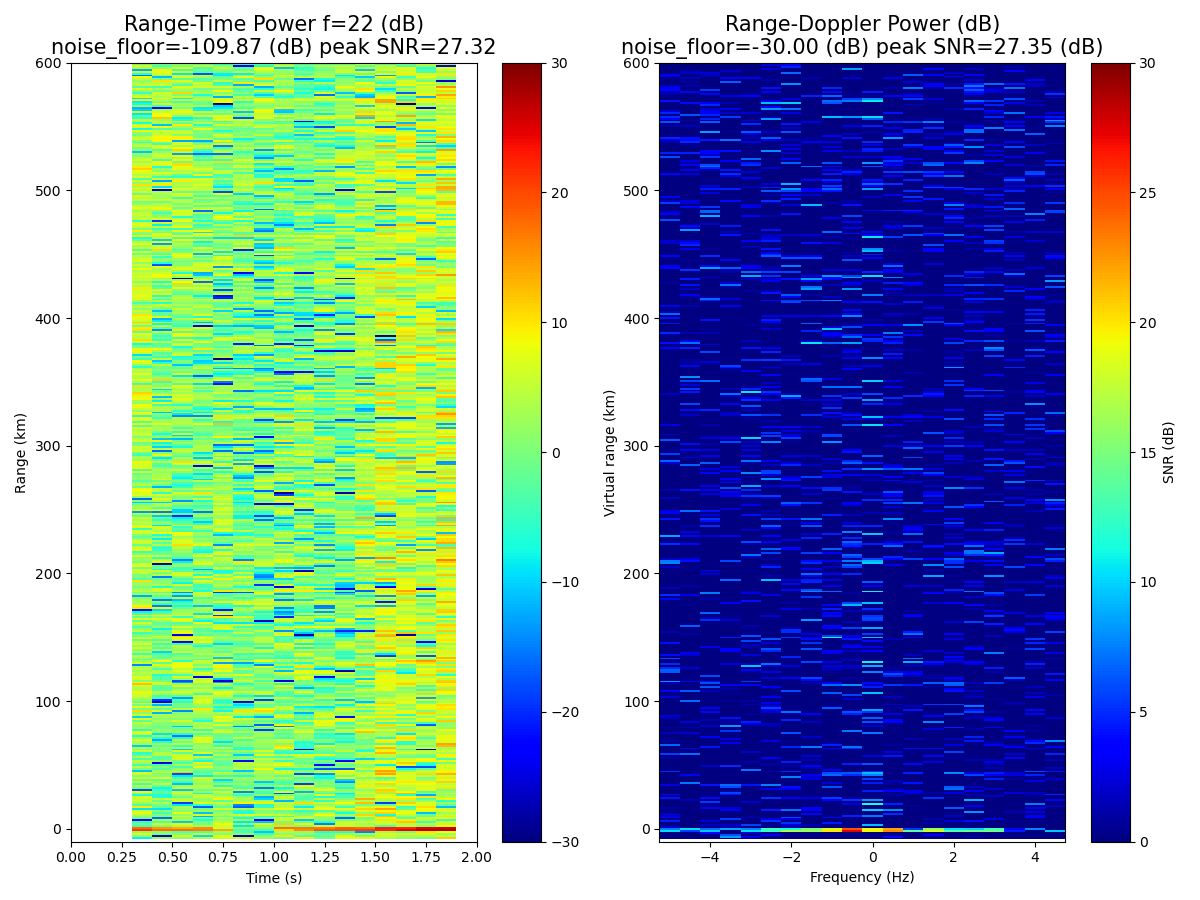 Range-Time Power f=22 (dB)
noise_floor=-109.87 (dB) peak SNR=27.32
Range (km)
600
500
400
300
200
100
0
0.00 0.25 0.50 0.75 1.00 1.25 1.50 1.75 2.00
Time (s)
30
20
10
0
−10
−20
−30
Range-Doppler Power (dB)
noise_floor=-30.00 (dB) peak SNR=27.35 (dB)
Virtual range (km)
600
500
400
300
200
100
0
−4 −2 0 2 4
Frequency (Hz)
30
25
20
15
10
5
0
SNR (dB)